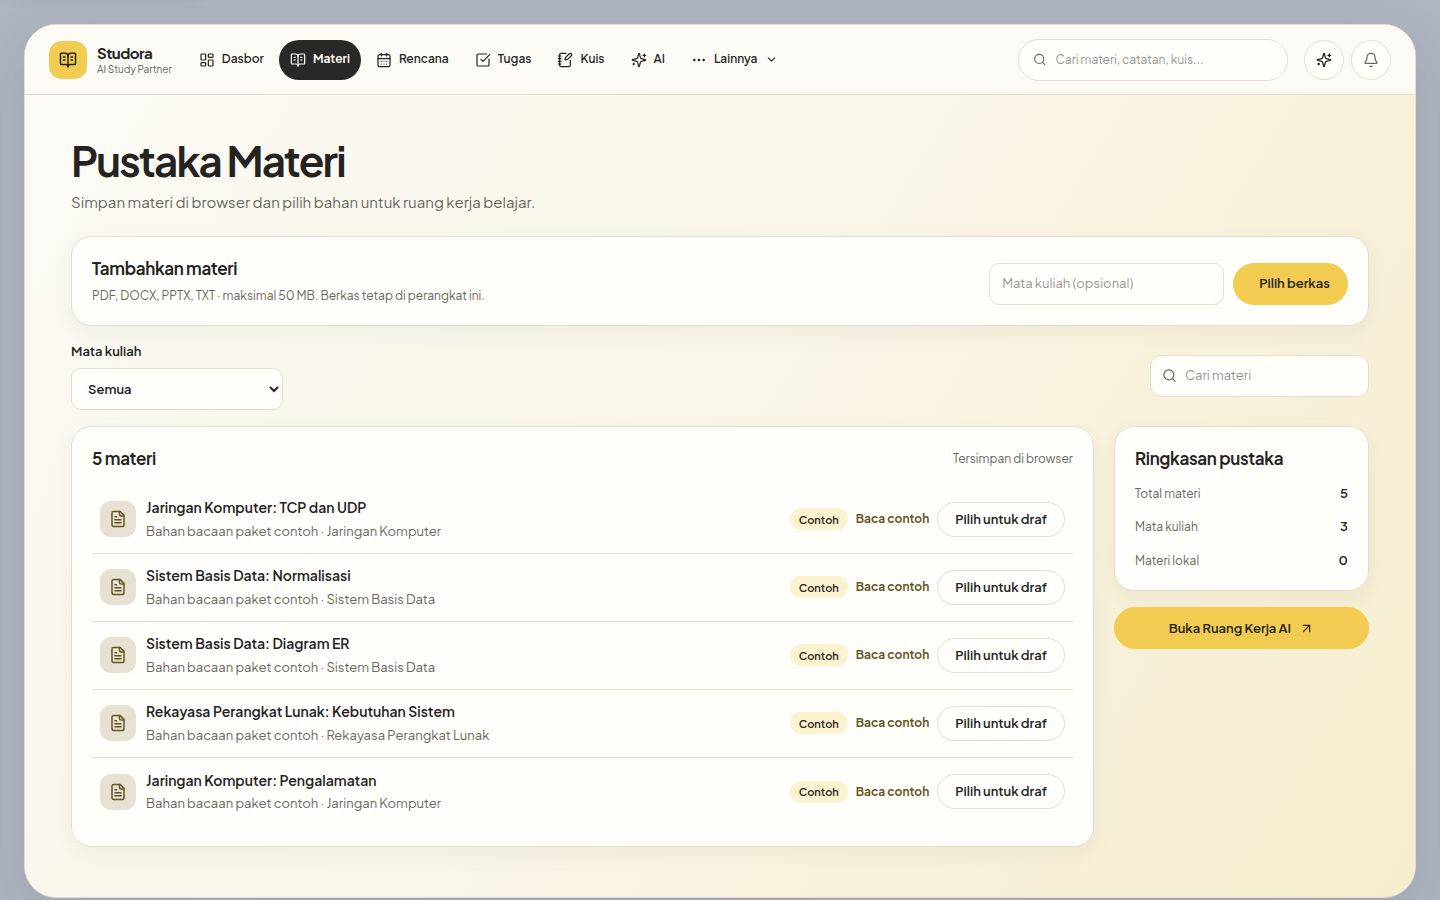 Studora
AI Study Partner
Dasbor
Materi
Rencana
Tugas
Kuis
AI
Lainnya
Cari materi, catatan, kuis...
Pustaka Materi
Simpan materi di browser dan pilih bahan untuk ruang kerja belajar.
Tambahkan materi
PDF, DOCX, PPTX, TXT · maksimal 50 MB. Berkas tetap di perangkat ini.
Mata kuliah (opsional)
Pilih berkas
Mata kuliah
Semua
Cari materi
5 materi
Tersimpan di browser
Jaringan Komputer: TCP dan UDP
Bahan bacaan paket contoh · Jaringan Komputer
Contoh
Baca contoh
Pilih untuk draf
Sistem Basis Data: Normalisasi
Bahan bacaan paket contoh · Sistem Basis Data
Contoh
Baca contoh
Pilih untuk draf
Sistem Basis Data: Diagram ER
Bahan bacaan paket contoh · Sistem Basis Data
Contoh
Baca contoh
Pilih untuk draf
Rekayasa Perangkat Lunak: Kebutuhan Sistem
Bahan bacaan paket contoh · Rekayasa Perangkat Lunak
Contoh
Baca contoh
Pilih untuk draf
Jaringan Komputer: Pengalamatan
Bahan bacaan paket contoh · Jaringan Komputer
Contoh
Baca contoh
Pilih untuk draf
Ringkasan pustaka
Total materi 5
Mata kuliah 3
Materi lokal 0
Buka Ruang Kerja AI